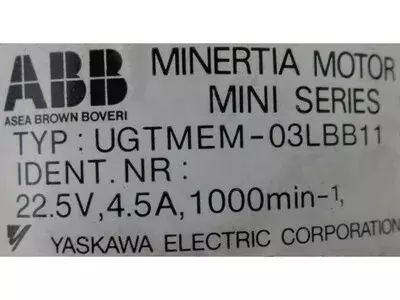 ABB
ASEA BROWN BOVERI
MINERTIA MOTOR
MINI SERIES
TYP : UGTMEM-03LBB11
IDENT. NR :
22.5V,4.5A,1000min-1,
YASKAWA ELECTRIC CORPORATION